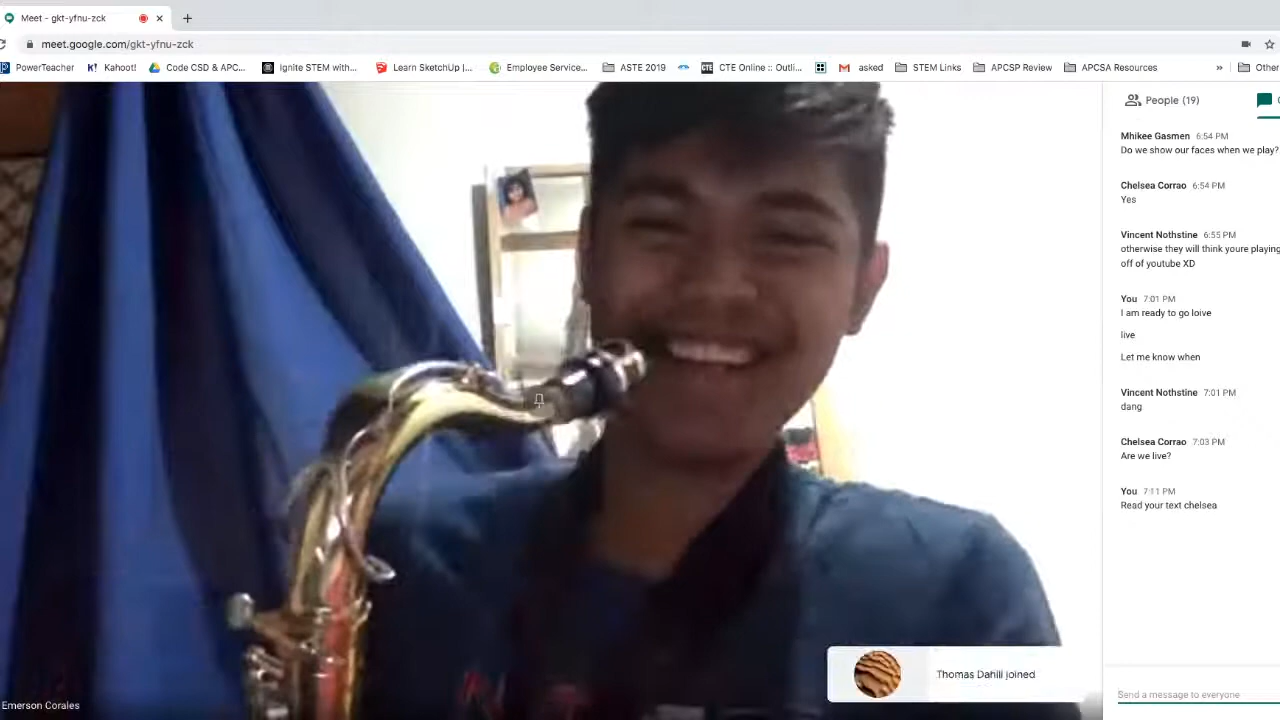 Meet - gkt-yfnu-zck
meet.google.com/gkt-yfnu-zck
PowerTeacher
K! Kahoot!
Code CSD & APC...
Ignite STEM with...
Learn SketchUp |...
Employee Service...
ASTE 2019
CTE Online :: Outli...
asked
STEM Links
APCSP Review
APCSA Resources
»
Other
People (19)
Mhikee Gasmen 6:54 PM
Do we show our faces when we play?
Chelsea Corrao 6:54 PM
Yes
Vincent Nothstine 6:55 PM
otherwise they will think youre playing
off of youtube XD
You 7:01 PM
I am ready to go loive
live
Let me know when
Vincent Nothstine 7:01 PM
dang
Chelsea Corrao 7:03 PM
Are we live?
You 7:11 PM
Read your text chelsea
Thomas Dahill joined
Send a message to everyone
Emerson Corales